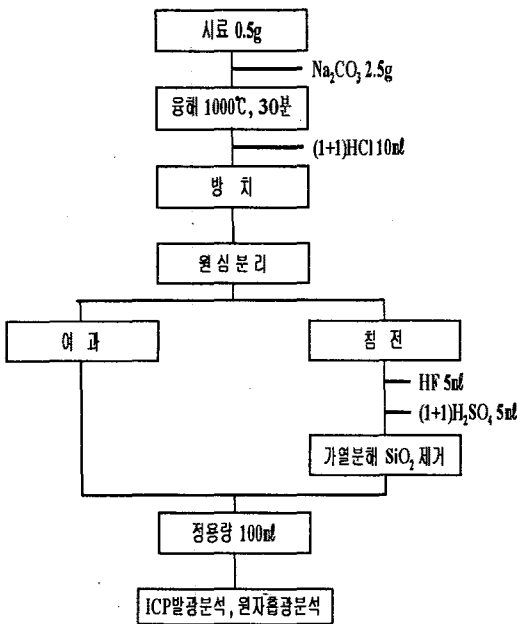 시료 0.5g
Na₂CO₃ 2.5g
융해 1000℃, 30분
(1+1)HCl 10㎖
방 치
원심분리
여 과
침 전
HF 5㎖
(1+1)H₂SO₄ 5㎖
가열분해 SiO₂ 제거
정용량 100㎖
ICP발광분석, 원자흡광분석